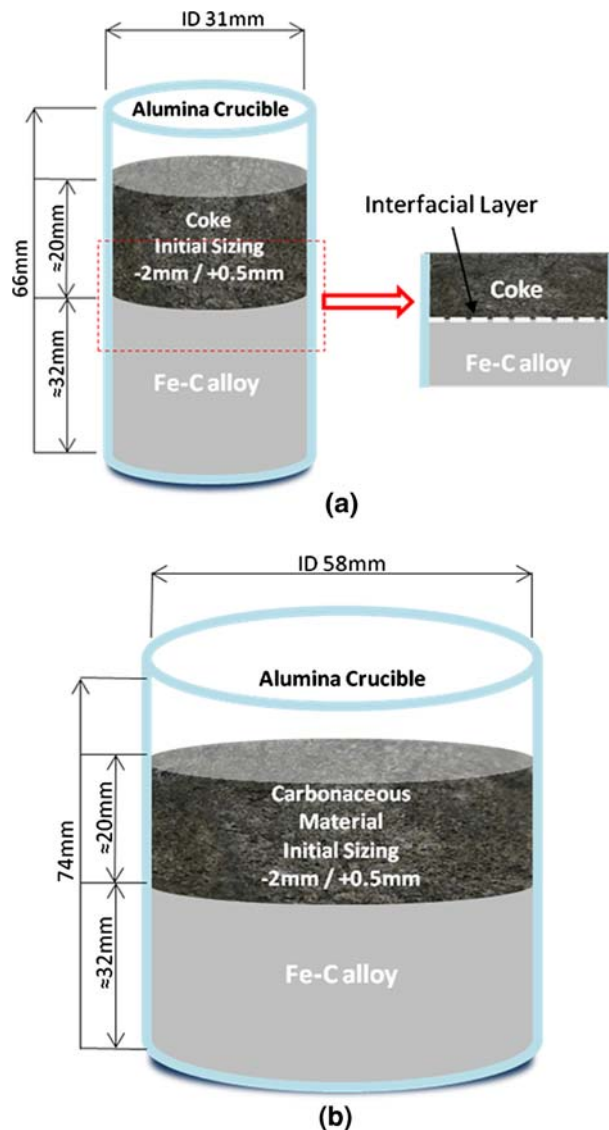 ID 31mm
Alumina Crucible
66mm
≈20mm
≈32mm
Coke
Initial Sizing
-2mm / +0.5mm
Fe-C alloy
Interfacial Layer
Coke
Fe-C alloy
(a)
ID 58mm
Alumina Crucible
74mm
≈20mm
≈32mm
Carbonaceous
Material
Initial Sizing
-2mm / +0.5mm
Fe-C alloy
(b)